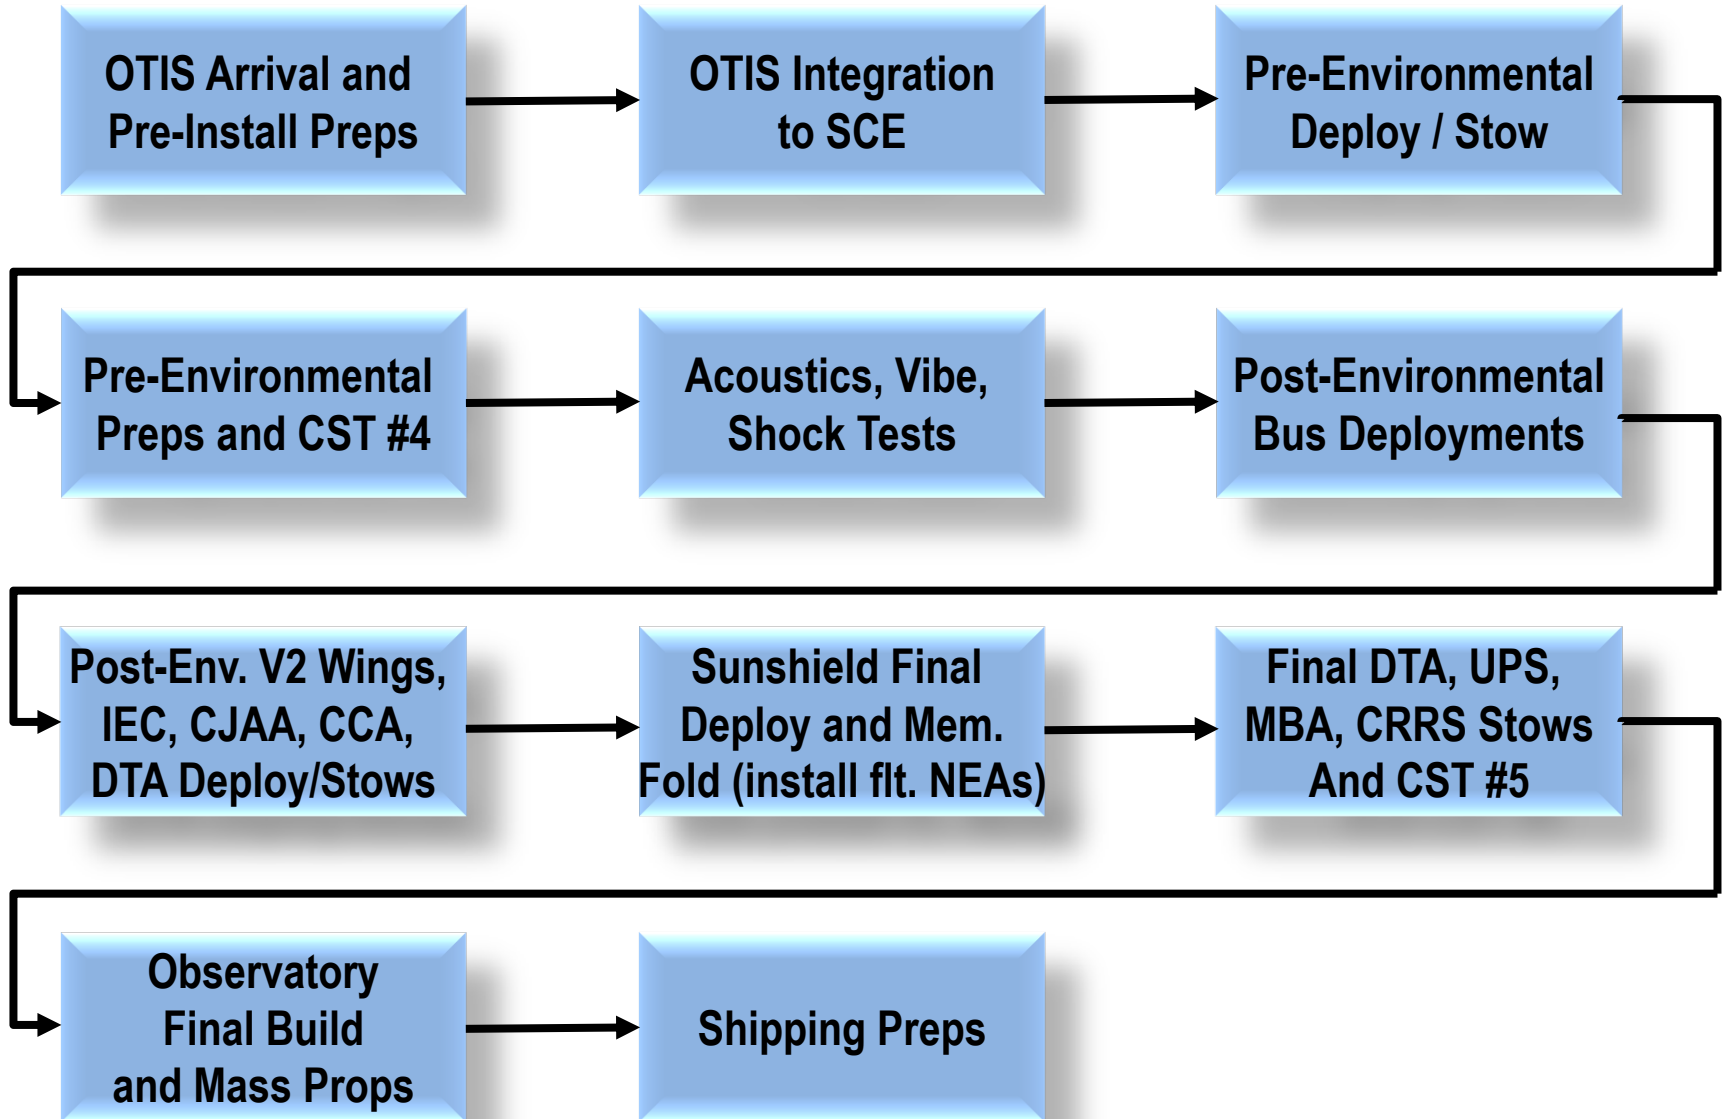 OTIS Arrival and
Pre-Install Preps
OTIS Integration
to SCE
Pre-Environmental
Deploy / Stow
Pre-Environmental
Preps and CST #4
Acoustics, Vibe,
Shock Tests
Post-Environmental
Bus Deployments
Post-Env. V2 Wings,
IEC, CJAA, CCA,
DTA Deploy/Stows
Sunshield Final
Deploy and Mem.
Fold (install flt. NEAs)
Final DTA, UPS,
MBA, CRRS Stows
And CST #5
Observatory
Final Build
and Mass Props
Shipping Preps